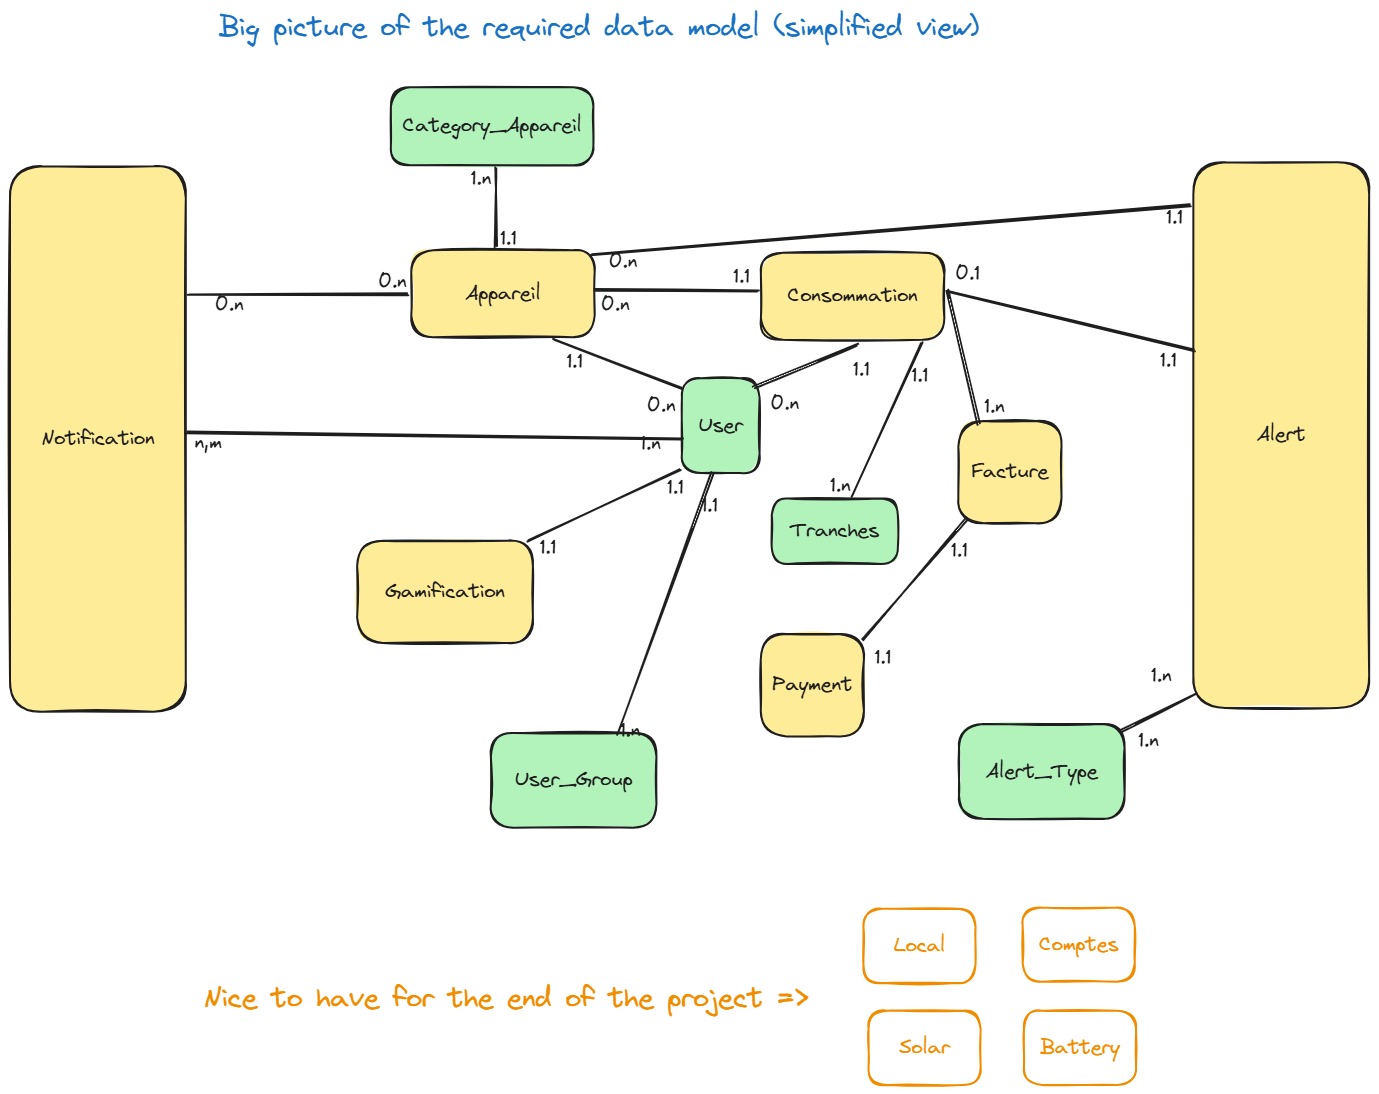 Big picture of the required data model (simplified view)
Category_Appareil
1.n
1.1
1.1
0.n
0.n
0.n
Appareil
0.n
1.1
Consommation
0.1
0.n
1.1
1.1
1.1
1.1
0.n
0.n
1.n
Notification
n,m
1.n
User
Facture
Alert
1.1
1.1
1.n
Tranches
1.1
1.1
Gamification
1.1
Payment
1.n
1.n
1.n
User_Group
Alert_Type
Local
Comptes
Nice to have for the end of the project =>
Solar
Battery